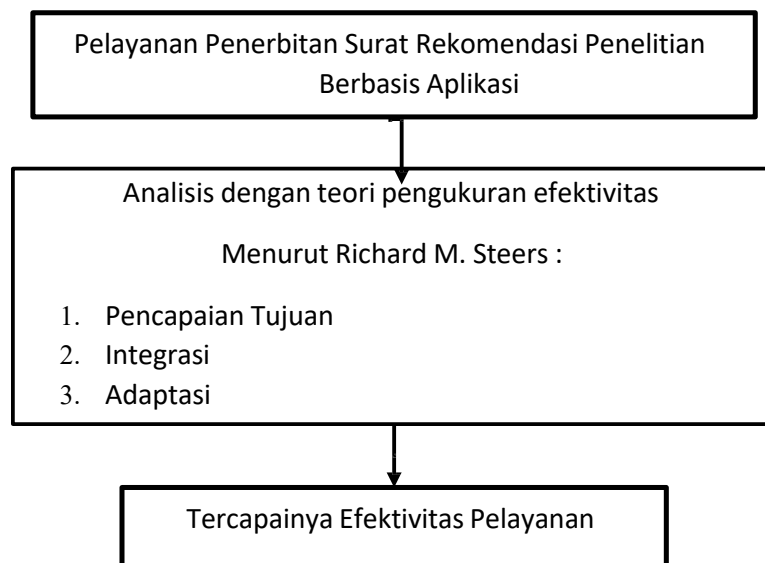 Pelayanan Penerbitan Surat Rekomendasi Penelitian
Berbasis Aplikasi
Analisis dengan teori pengukuran efektivitas
Menurut Richard M. Steers :
1. Pencapaian Tujuan
2. Integrasi
3. Adaptasi
Tercapainya Efektivitas Pelayanan